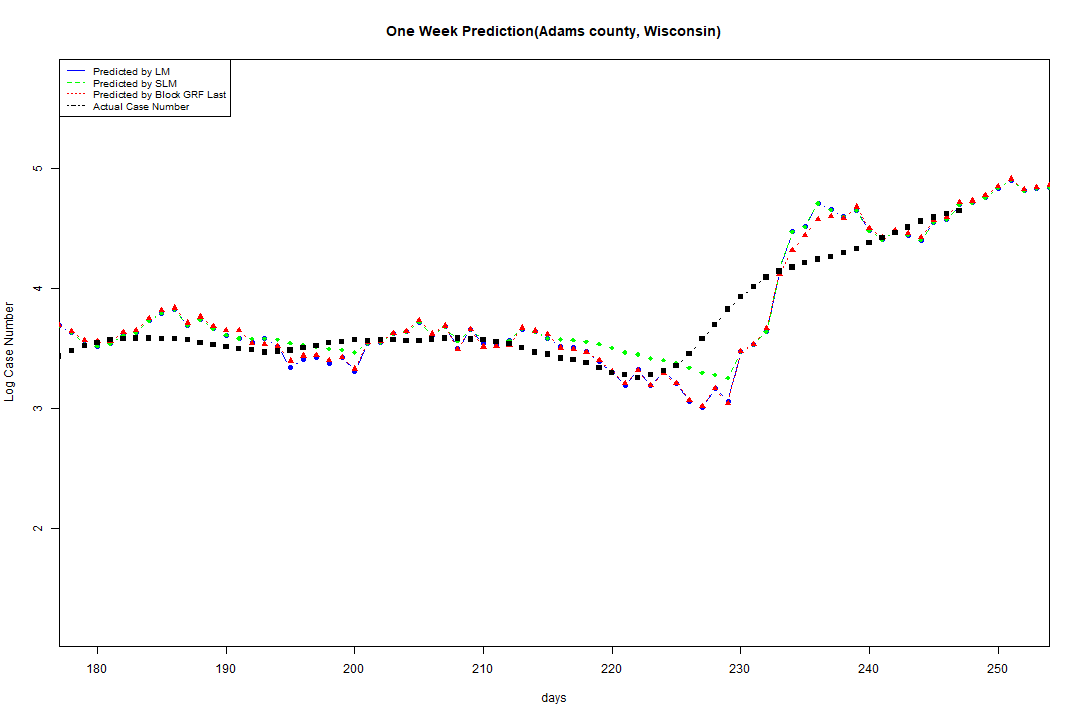 One Week Prediction(Adams county, Wisconsin)
Predicted by LM
Predicted by SLM
Predicted by Block GRF Last
Actual Case Number
5
4
3
2
Log Case Number
180 190 200 210 220 230 240 250
days